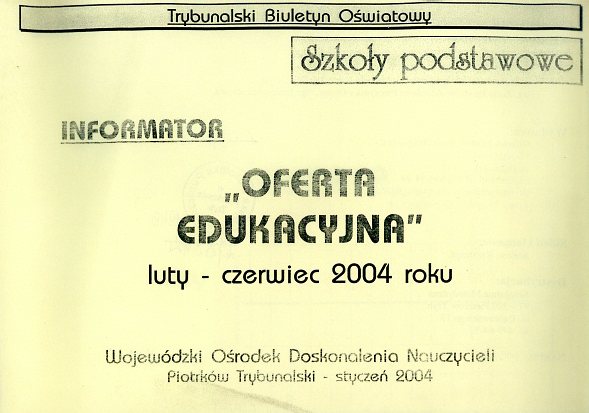 Trybunalski Biuletyn Oświatowy
Szkoły podstawowe
INFORMATOR
„OFERTA
EDUKACYJNA”
luty - czerwiec 2004 roku
Wojewódzki Ośrodek Doskonalenia Nauczycieli
Piotrków Trybunalski - styczeń 2004